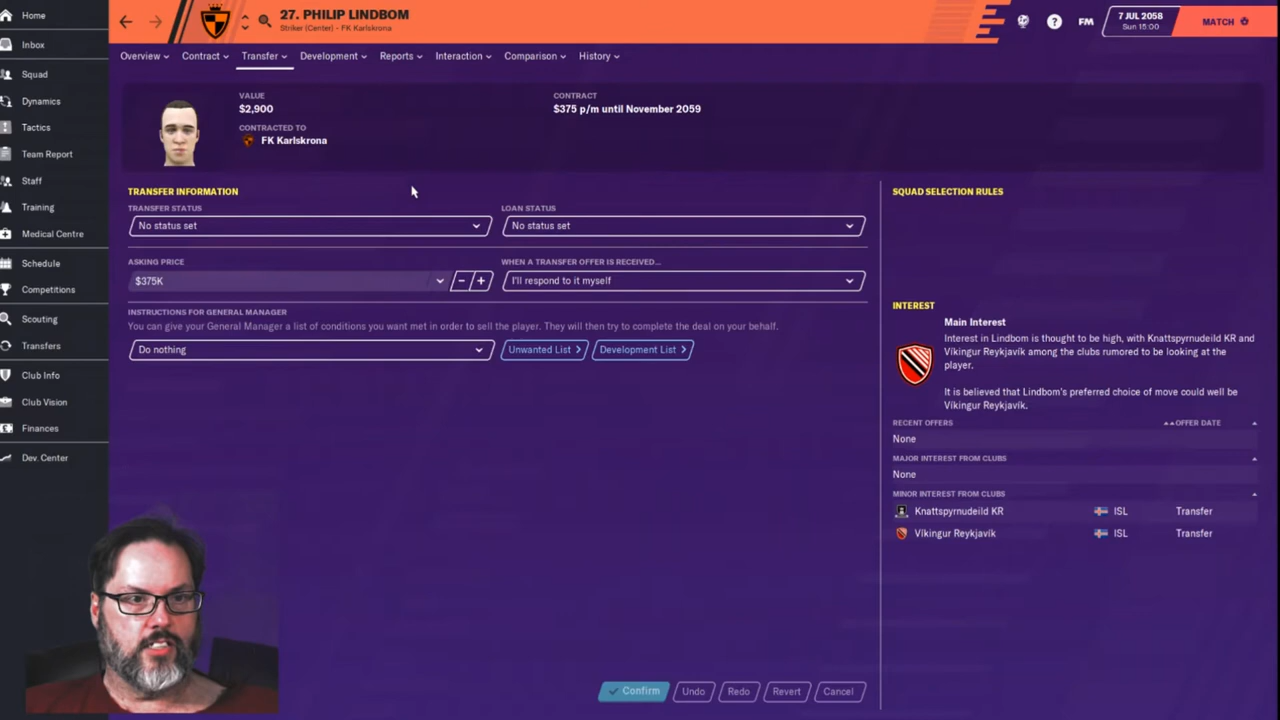 Home
Inbox
Squad
Dynamics
Tactics
Team Report
Staff
Training
Medical Centre
Schedule
Competitions
Scouting
Transfers
Club Info
Club Vision
Finances
Dev. Center
27. PHILIP LINDBOM
Striker (Center) - FK Karlskrona
?
FM
7 JUL 2058
Sun 15:00
MATCH
Overview
Contract
Transfer
Development
Reports
Interaction
Comparison
History
VALUE
$2,900
CONTRACTED TO
FK Karlskrona
CONTRACT
$375 p/m until November 2059
TRANSFER INFORMATION
TRANSFER STATUS
No status set
LOAN STATUS
No status set
ASKING PRICE
$375K
- +
WHEN A TRANSFER OFFER IS RECEIVED...
I'll respond to it myself
INSTRUCTIONS FOR GENERAL MANAGER
You can give your General Manager a list of conditions you want met in order to sell the player. They will then try to complete the deal on your behalf.
Do nothing
Unwanted List >
Development List >
SQUAD SELECTION RULES
INTEREST
Main Interest
Interest in Lindbom is thought to be high, with Knattspyrnudeild KR and
Víkingur Reykjavík among the clubs rumored to be looking at the
player.
It is believed that Lindbom's preferred choice of move could well be
Víkingur Reykjavík.
RECENT OFFERS OFFER DATE
None
MAJOR INTEREST FROM CLUBS
None
MINOR INTEREST FROM CLUBS
Knattspyrnudeild KR ISL Transfer
Víkingur Reykjavík ISL Transfer
Confirm
Undo
Redo
Revert
Cancel